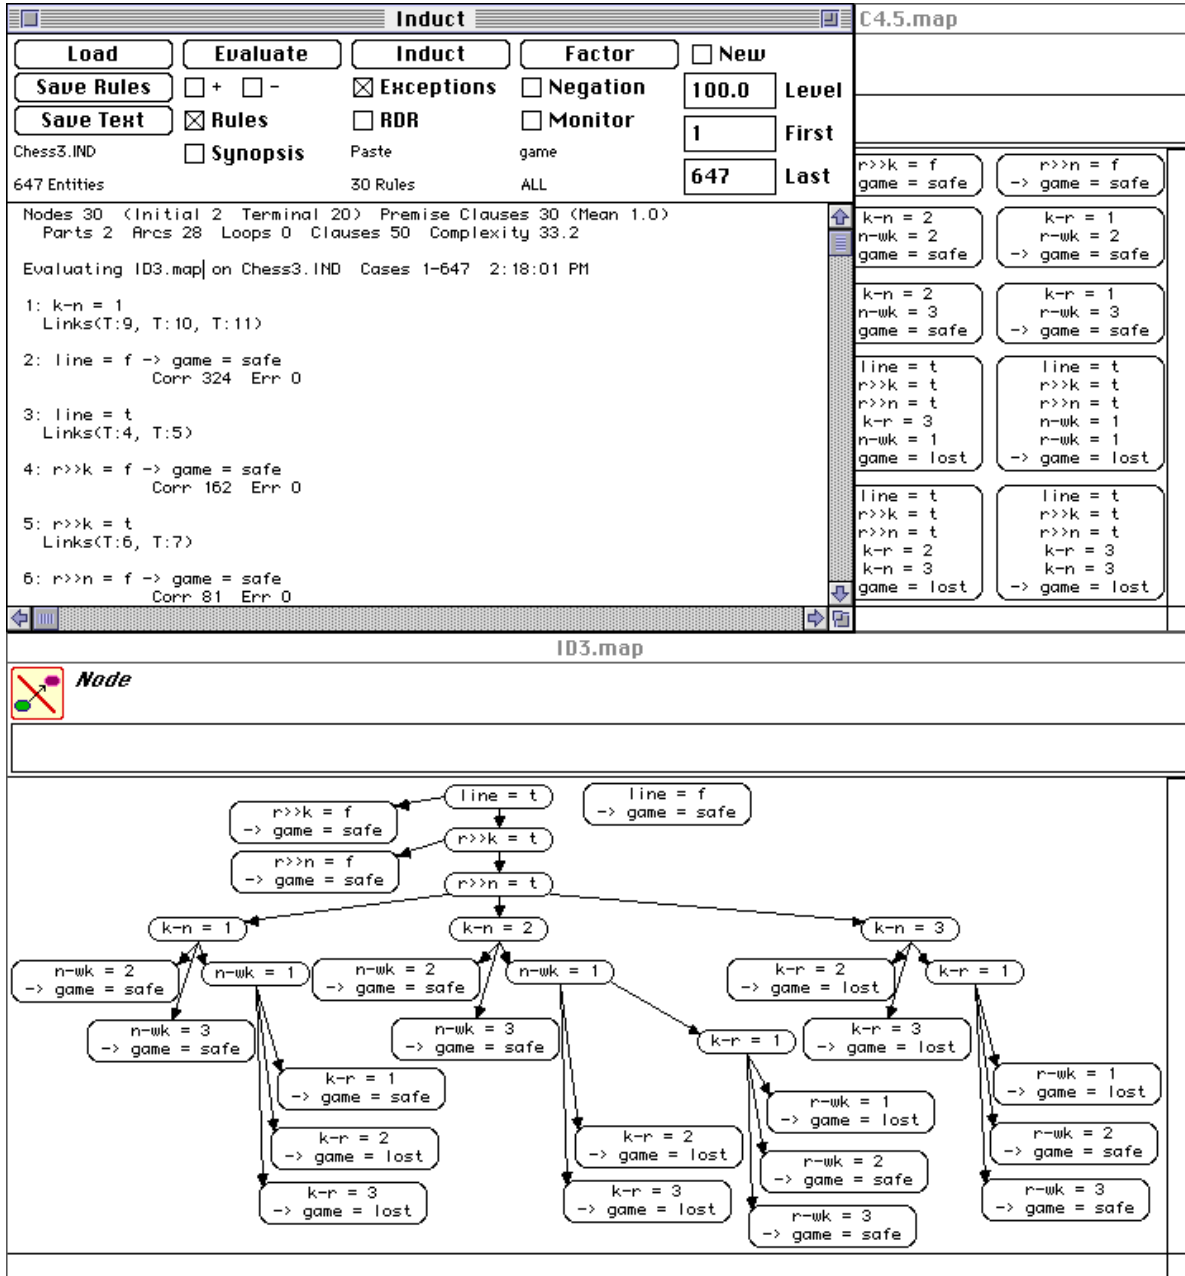 Induct
Load
Evaluate
Induct
Factor
New
Save Rules
+ -
Exceptions
Negation
100.0 Level
Save Text
Rules
RDR
Monitor
1 First
Chess3.IND
Synopsis
Paste
game
647 Entities
30 Rules
ALL
647 Last
Nodes 30 (Initial 2 Terminal 20) Premise Clauses 30 (Mean 1.0)
Parts 2 Arcs 28 Loops 0 Clauses 50 Complexity 33.2
Evaluating ID3.map on Chess3.IND Cases 1-647 2:18:01 PM
1: k-n = 1
Links(T:9, T:10, T:11)
2: line = f -> game = safe
Corr 324 Err 0
3: line = t
Links(T:4, T:5)
4: r>>k = f -> game = safe
Corr 162 Err 0
5: r>>k = t
Links(T:6, T:7)
6: r>>n = f -> game = safe
Corr 81 Err 0
C4.5.map
r>>k = f
game = safe
r>>n = f
-> game = safe
k-n = 2
n-wk = 2
game = safe
k-r = 1
r-wk = 2
-> game = safe
k-n = 2
n-wk = 3
game = safe
k-r = 1
r-wk = 3
-> game = safe
line = t
r>>k = t
r>>n = t
k-r = 3
n-wk = 1
game = lost
line = t
r>>k = t
r>>n = t
n-wk = 1
r-wk = 1
-> game = lost
line = t
r>>k = t
r>>n = t
k-r = 2
k-n = 3
game = lost
line = t
r>>k = t
r>>n = t
k-r = 3
k-n = 3
-> game = lost
ID3.map
Node
line = t
line = f
-> game = safe
r>>k = f
-> game = safe
r>>k = t
r>>n = f
-> game = safe
r>>n = t
k-n = 1
k-n = 2
k-n = 3
n-wk = 2
-> game = safe
n-wk = 1
n-wk = 2
-> game = safe
n-wk = 1
k-r = 2
-> game = lost
k-r = 1
n-wk = 3
-> game = safe
n-wk = 3
-> game = safe
k-r = 1
k-r = 3
-> game = lost
k-r = 1
-> game = safe
r-wk = 1
-> game = lost
r-wk = 1
-> game = lost
k-r = 2
-> game = lost
k-r = 2
-> game = lost
r-wk = 2
-> game = safe
r-wk = 2
-> game = safe
k-r = 3
-> game = lost
k-r = 3
-> game = lost
r-wk = 3
-> game = safe
r-wk = 3
-> game = safe